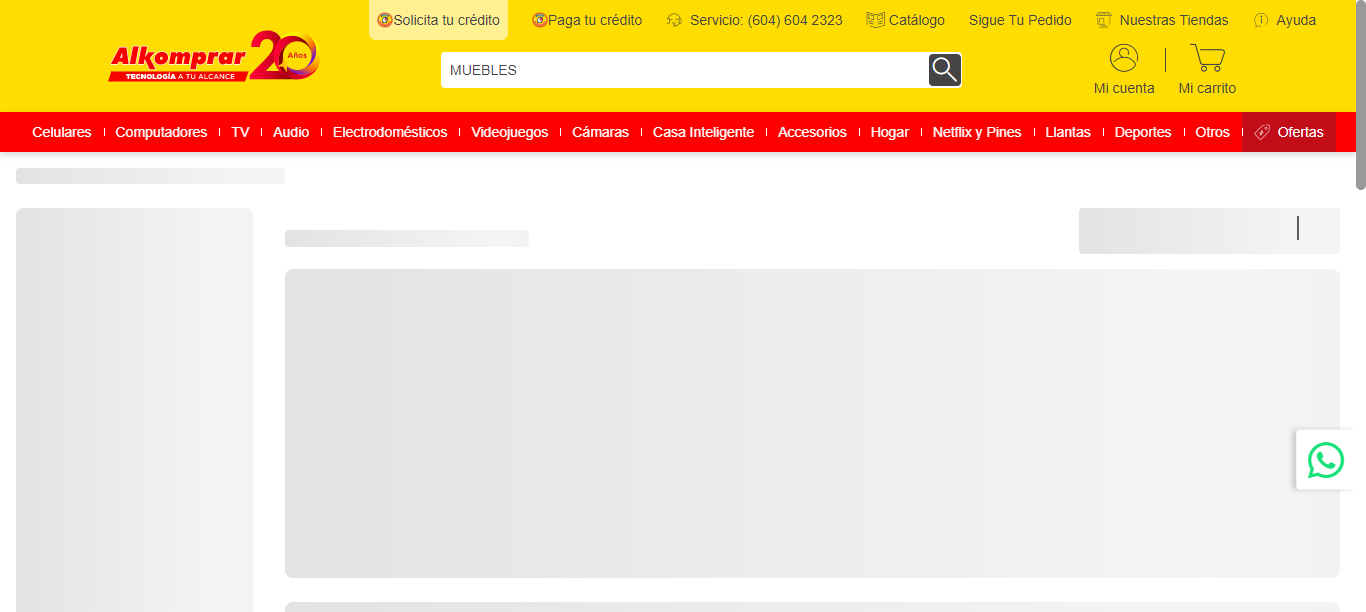 Solicita tu crédito
Paga tu crédito
Servicio: (604) 604 2323
Catálogo
Sigue Tu Pedido
Nuestras Tiendas
Ayuda
Alkomprar 20 Años
TECNOLOGÍA A TU ALCANCE
MUEBLES
Mi cuenta
Mi carrito
Celulares
Computadores
TV
Audio
Electrodomésticos
Videojuegos
Cámaras
Casa Inteligente
Accesorios
Hogar
Netflix y Pines
Llantas
Deportes
Otros
Ofertas